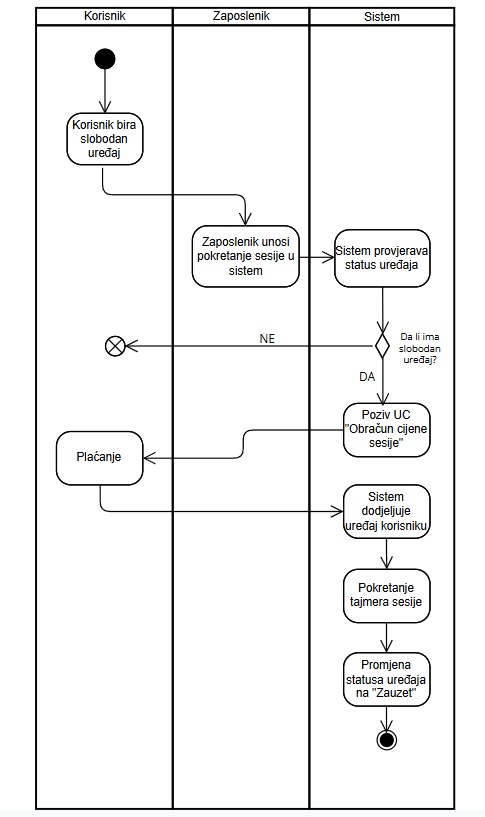 Korisnik
Zaposlenik
Sistem
Korisnik bira
slobodan
uređaj
Zaposlenik unosi
pokretanje sesije u
sistem
Sistem provjerava
status uređaja
NE
Da li ima
slobodan
uređaj?
DA
Poziv UC
"Obračun cijene
sesije"
Plaćanje
Sistem
dodjeljuje
uređaj korisniku
Pokretanje
tajmera sesije
Promjena
statusa uređaja
na "Zauzet"